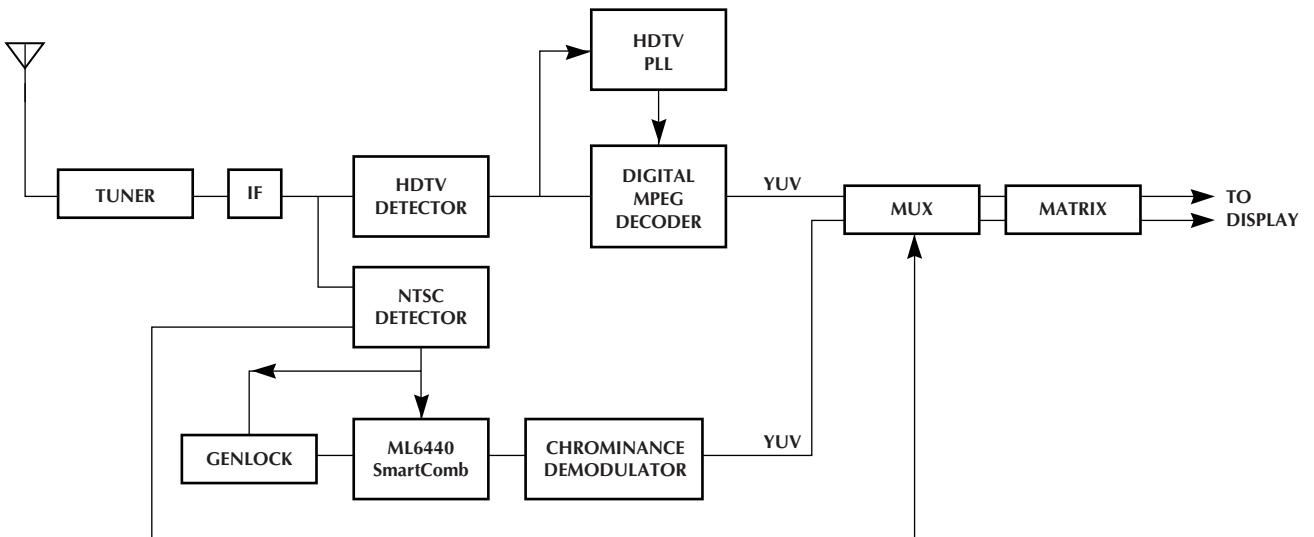 HDTV
PLL
TUNER
IF
HDTV
DETECTOR
DIGITAL
MPEG
DECODER
YUV
MUX
MATRIX
TO
DISPLAY
NTSC
DETECTOR
GENLOCK
ML6440
SmartComb
CHROMINANCE
DEMODULATOR
YUV